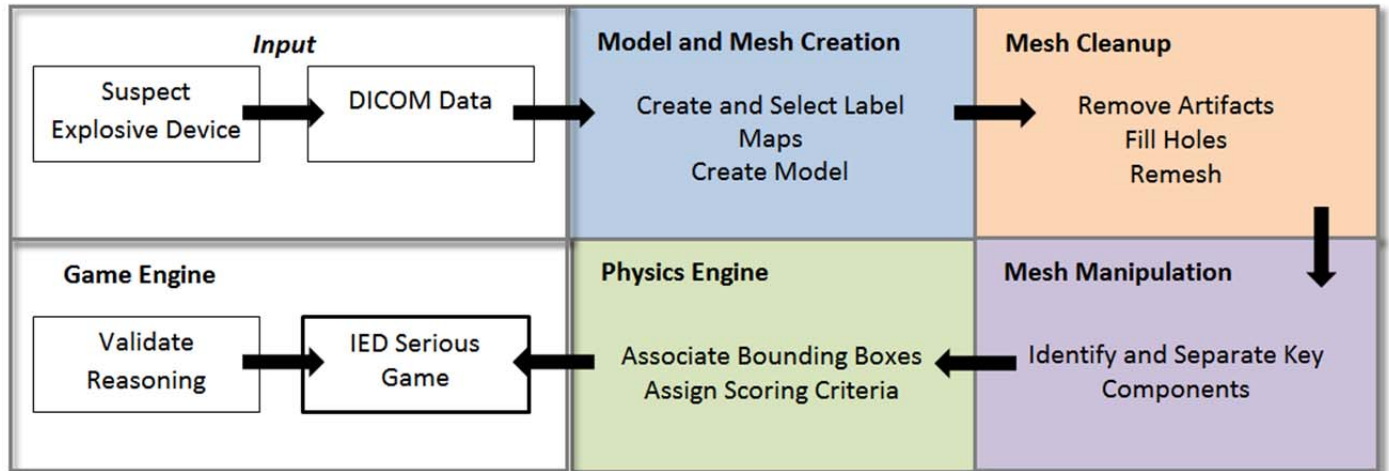 Input
Suspect
Explosive Device
DICOM Data
Model and Mesh Creation
Create and Select Label
Maps
Create Model
Mesh Cleanup
Remove Artifacts
Fill Holes
Remesh
Game Engine
Validate
Reasoning
IED Serious
Game
Physics Engine
Associate Bounding Boxes
Assign Scoring Criteria
Mesh Manipulation
Identify and Separate Key
Components